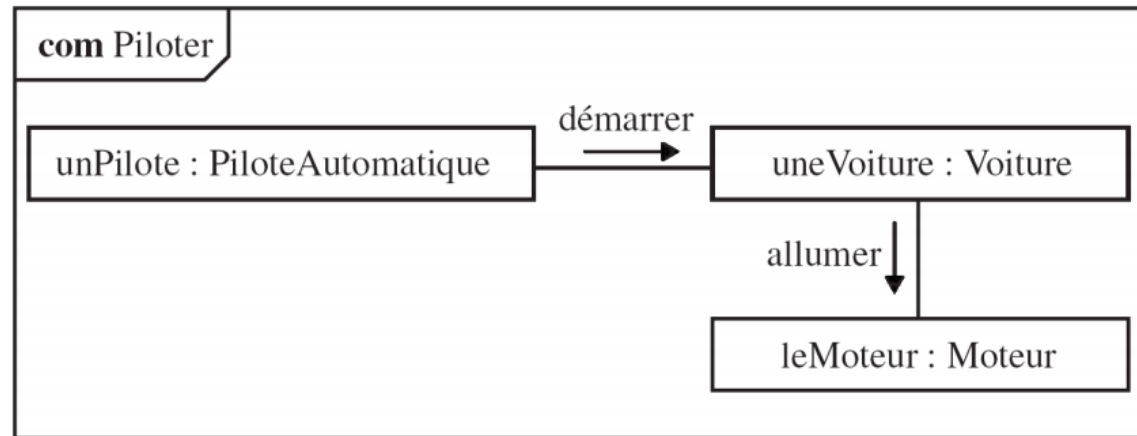 com Piloter
démarrer
unPilote : PiloteAutomatique
uneVoiture : Voiture
allumer
leMoteur : Moteur